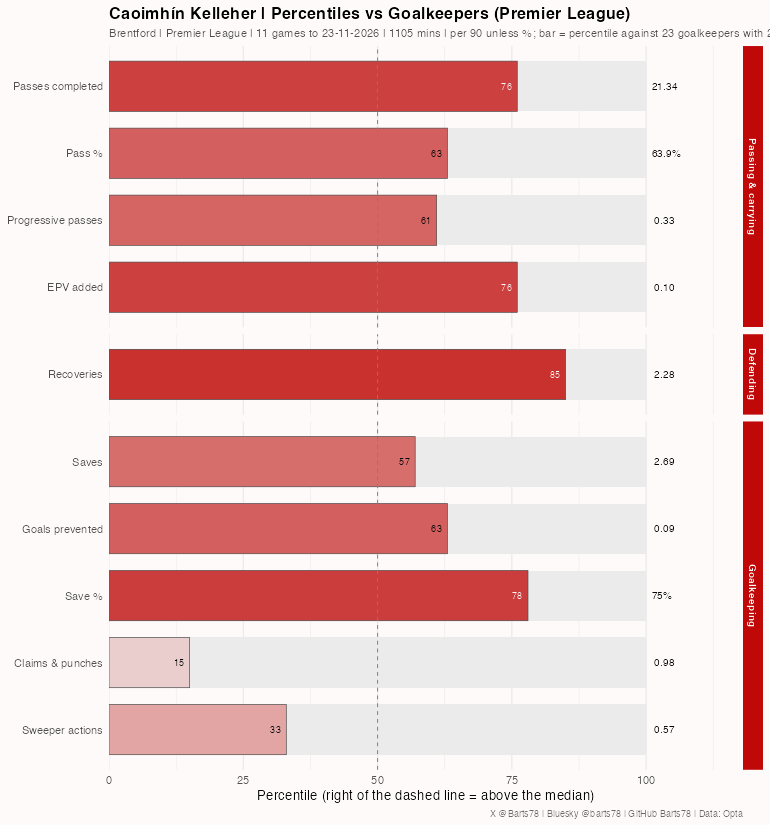 Caoimhín Kelleher | Percentiles vs Goalkeepers (Premier League)
Brentford | Premier League | 11 games to 23-11-2026 | 1105 mins | per 90 unless %; bar = percentile against 23 goalkeepers with
Passes completed 76 21.34
Pass % 63 63.9%
Progressive passes 61 0.33
EPV added 76 0.10
Passing & carrying
Recoveries 85 2.28
Defending
Saves 57 2.69
Goals prevented 63 0.09
Save % 78 75%
Claims & punches 15 0.98
Sweeper actions 33 0.57
Goalkeeping
0 25 50 75 100
Percentile (right of the dashed line = above the median)
X @Barts78 | Bluesky @barts78 | GitHub Barts78 | Data: Opta